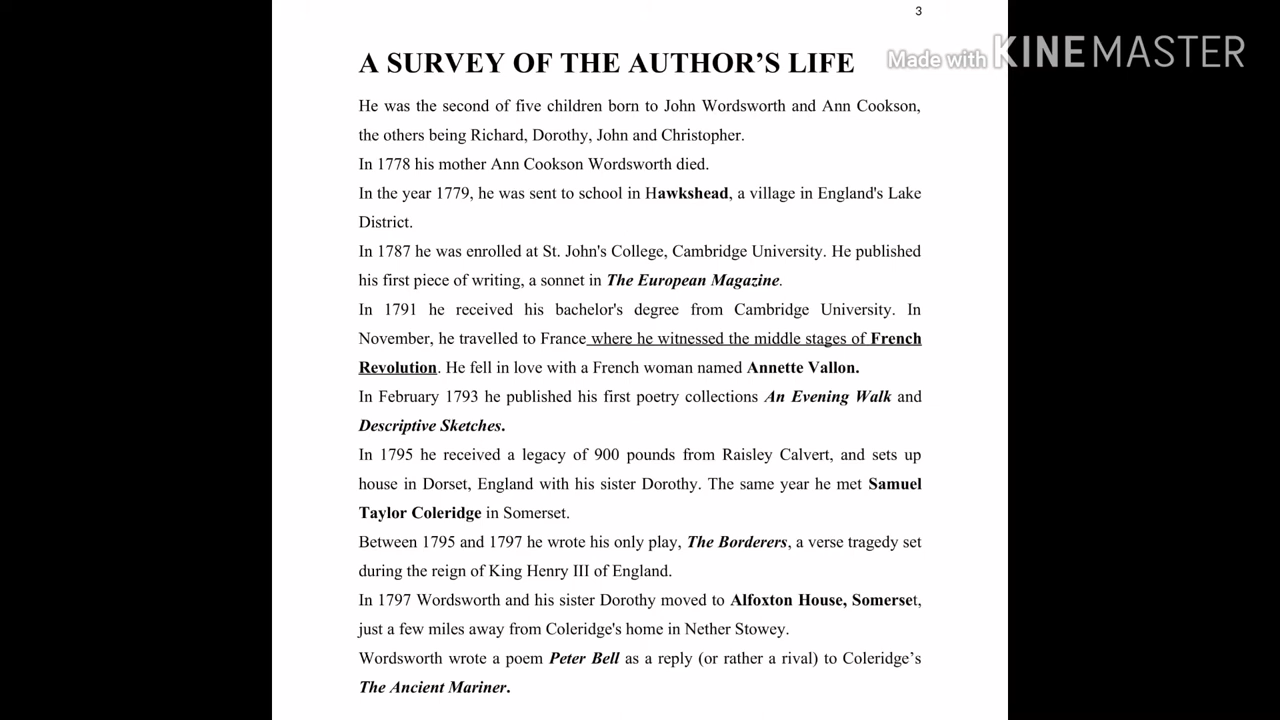 3
Made with KINEMASTER
A SURVEY OF THE AUTHOR’S LIFE
He was the second of five children born to John Wordsworth and Ann Cookson,
the others being Richard, Dorothy, John and Christopher.
In 1778 his mother Ann Cookson Wordsworth died.
In the year 1779, he was sent to school in Hawkshead, a village in England's Lake
District.
In 1787 he was enrolled at St. John's College, Cambridge University. He published
his first piece of writing, a sonnet in The European Magazine.
In 1791 he received his bachelor's degree from Cambridge University. In
November, he travelled to France where he witnessed the middle stages of French
Revolution. He fell in love with a French woman named Annette Vallon.
In February 1793 he published his first poetry collections An Evening Walk and
Descriptive Sketches.
In 1795 he received a legacy of 900 pounds from Raisley Calvert, and sets up
house in Dorset, England with his sister Dorothy. The same year he met Samuel
Taylor Coleridge in Somerset.
Between 1795 and 1797 he wrote his only play, The Borderers, a verse tragedy set
during the reign of King Henry III of England.
In 1797 Wordsworth and his sister Dorothy moved to Alfoxton House, Somerset,
just a few miles away from Coleridge's home in Nether Stowey.
Wordsworth wrote a poem Peter Bell as a reply (or rather a rival) to Coleridge’s
The Ancient Mariner.